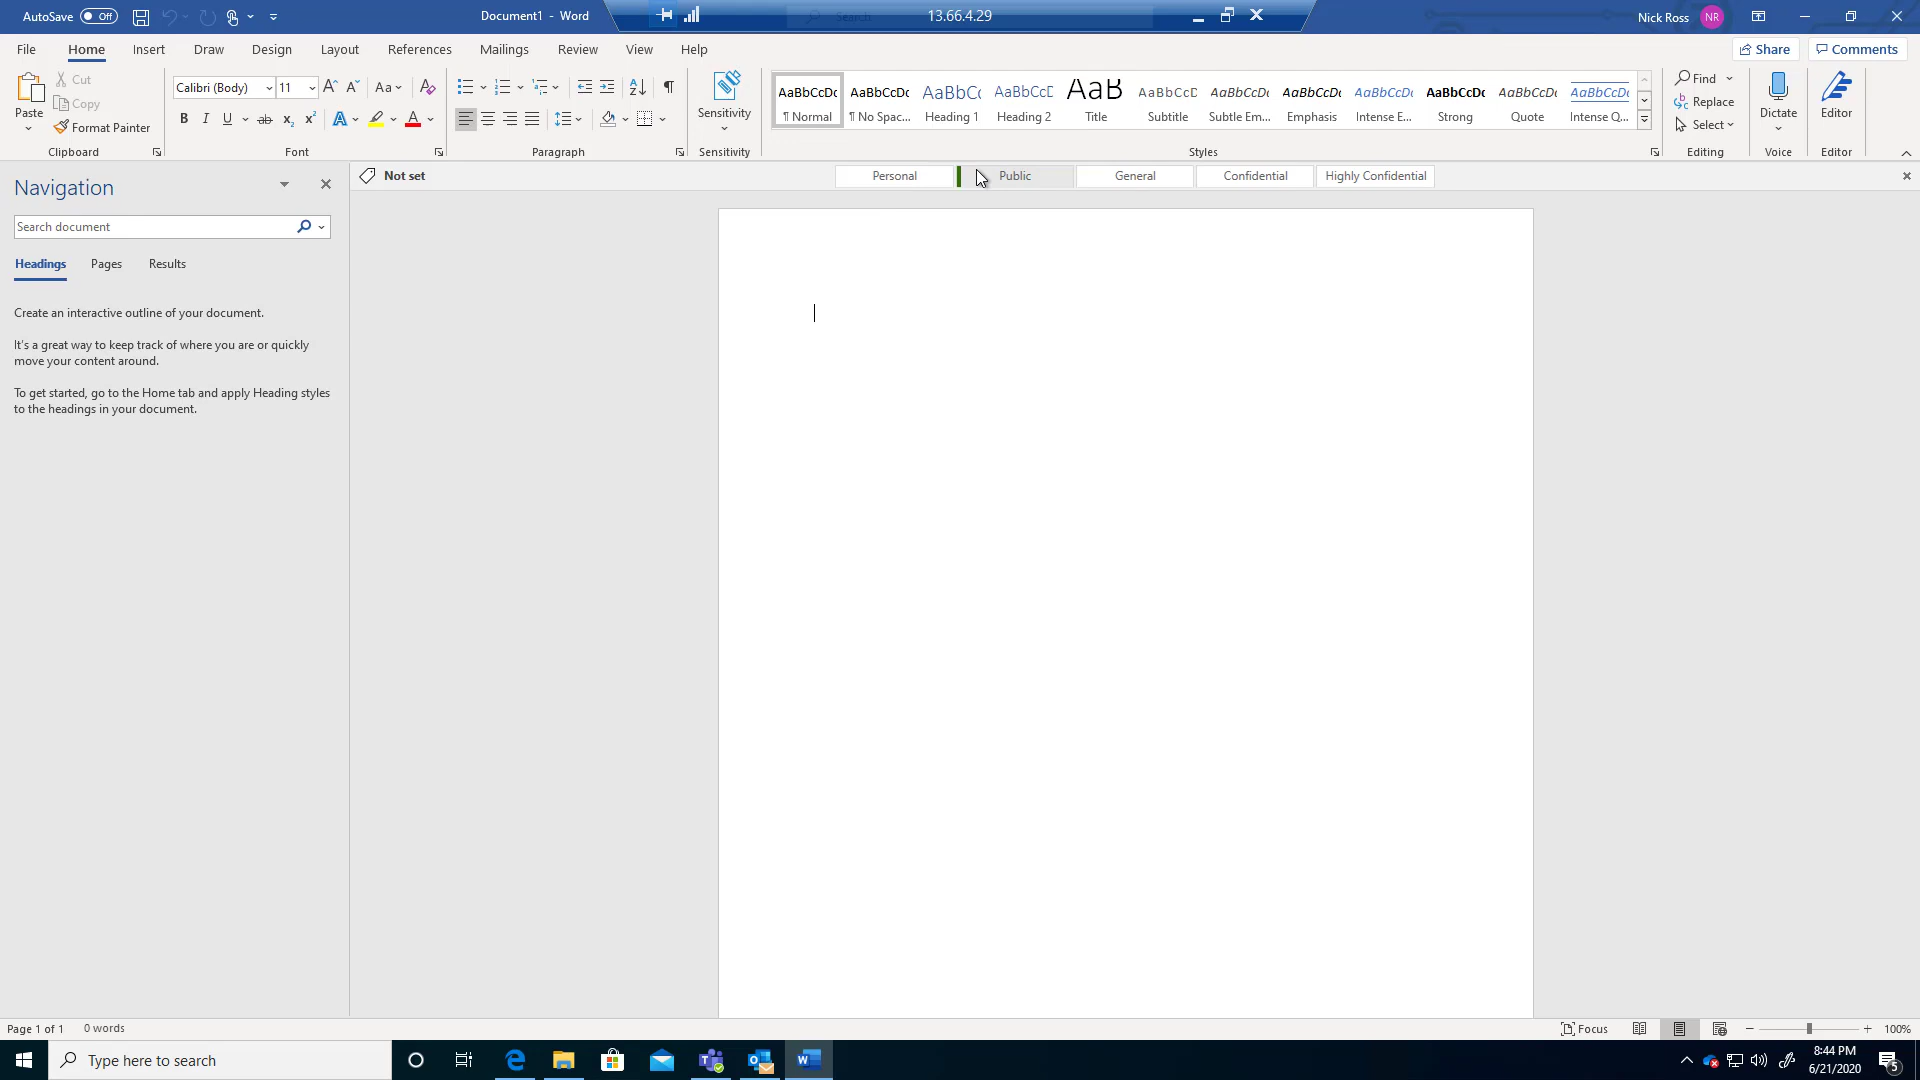 AutoSave Off
Document1 - Word
Search
13.66.4.29
Nick Ross NR
File Home Insert Draw Design Layout References Mailings Review View Help
Share Comments
Paste
Cut
Copy
Format Painter
Clipboard
Calibri (Body) 11
Aa
B I U ab x₂ x² A A
Font
Paragraph
Sensitivity
Sensitivity
AaBbCcDc AaBbCcDc AaBbCc AaBbCcE AaB AaBbCcD AaBbCcDc AaBbCcDc AaBbCcDc AaBbCcDc AaBbCcDc AaBbCcDc
¶ Normal ¶ No Spac... Heading 1 Heading 2 Title Subtitle Subtle Em... Emphasis Intense E... Strong Quote Intense Q...
Styles
Find
Replace
Select
Editing
Dictate
Voice
Editor
Editor
Navigation
Not set
Personal Public General Confidential Highly Confidential
Search document
Headings Pages Results
Create an interactive outline of your document.
It's a great way to keep track of where you are or quickly
move your content around.
To get started, go to the Home tab and apply Heading styles
to the headings in your document.
Page 1 of 1 0 words
Focus
100%
Type here to search
8:44 PM
6/21/2020
5